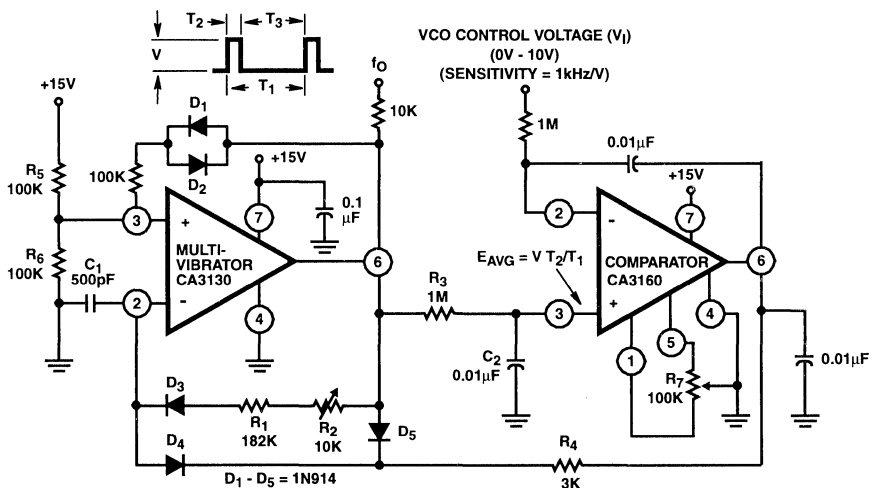 T2
T3
V
T1
+15V
fO
10K
VCO CONTROL VOLTAGE (VI)
(0V - 10V)
(SENSITIVITY = 1kHz/V)
D1
D2
R5
100K
100K
+15V
0.1
µF
1M
0.01µF
+15V
7
3
+
MULTI-
VIBRATOR
CA3130
-
2
4
6
R6
100K
C1
500pF
2
-
7
COMPARATOR
CA3160
6
EAVG = V T2/T1
3
+
1
5
4
R3
1M
C2
0.01µF
R7
100K
0.01µF
D3
R1
182K
R2
10K
D5
D4
D1 - D5 = 1N914
R4
3K